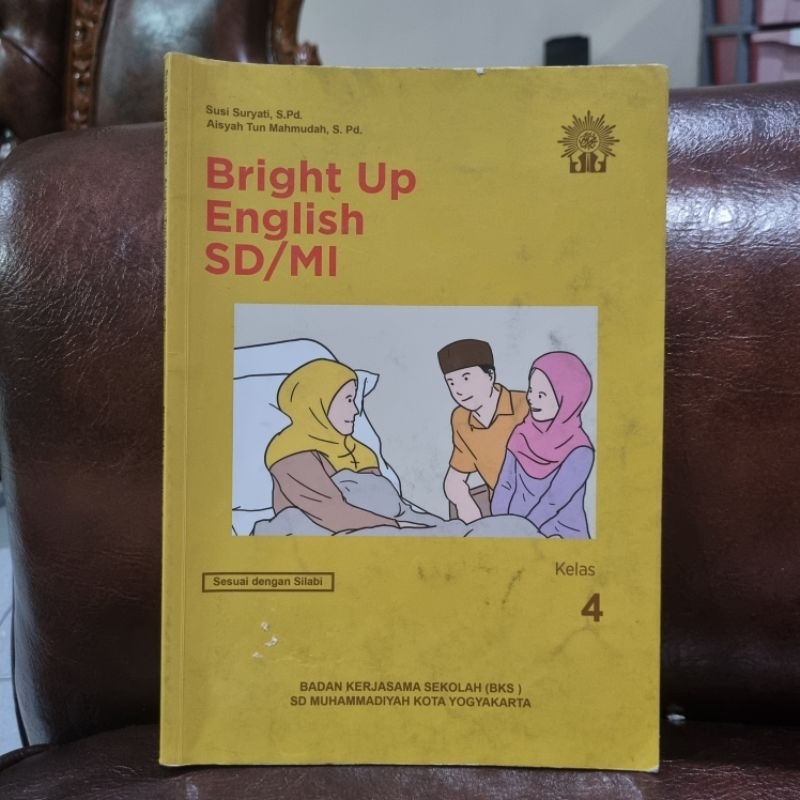 Susi Suryati, S.Pd.
Aisyah Tun Mahmudah, S. Pd.
Bright Up
English
SD/MI
Sesuai dengan Silabi
Kelas
4
BADAN KERJASAMA SEKOLAH (BKS )
SD MUHAMMADIYAH KOTA YOGYAKARTA